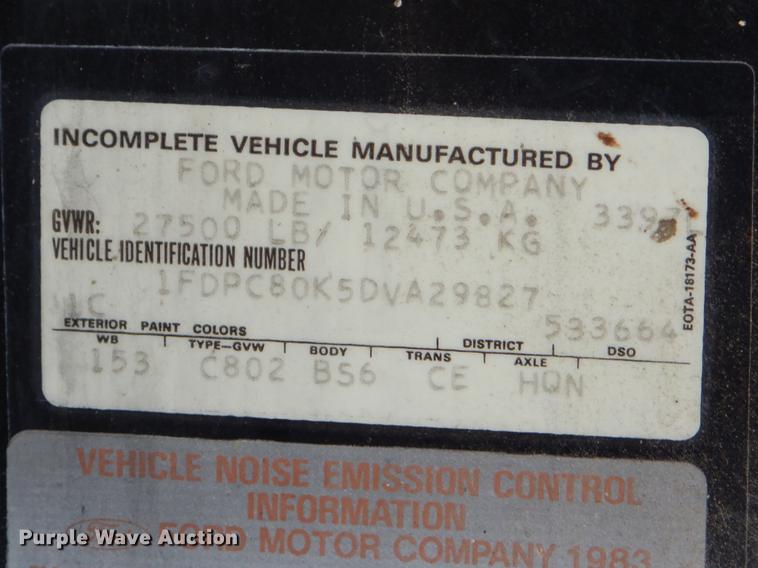 INCOMPLETE VEHICLE MANUFACTURED BY
FORD MOTOR COMPANY
MADE IN U.S.A.
GVWR: 27500 LB/ 12473 KG
VEHICLE IDENTIFICATION NUMBER
1FDPC80K5DVA29827
1C 533664
EOTA-18173-AA
EXTERIOR PAINT COLORS DISTRICT DSO
WB TYPE-GVW BODY TRANS AXLE
153 C802 BS6 CE HQN
VEHICLE NOISE EMISSION CONTROL
INFORMATION
Ford FORD MOTOR COMPANY 1983
Purple Wave Auction